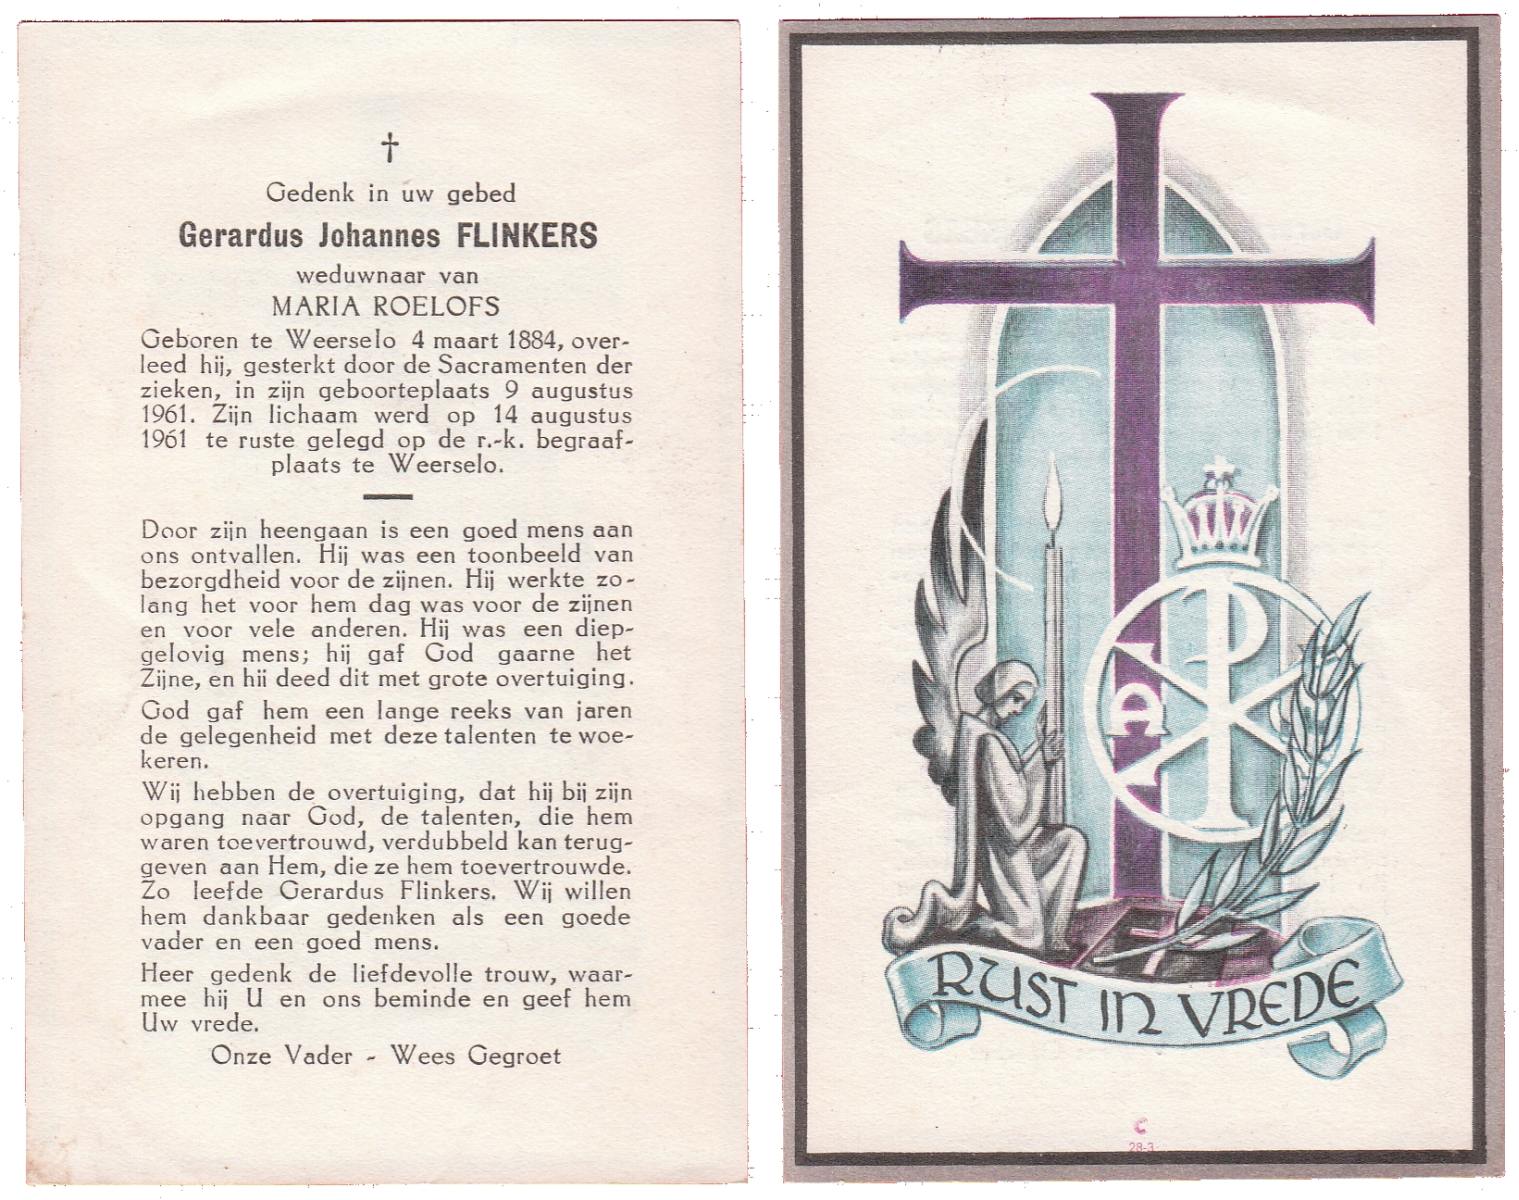 †
Gedenk in uw gebed
Gerardus Johannes FLINKERS
weduwnaar van
MARIA ROELOFS
Geboren te Weerselo 4 maart 1884, over-
leed hij, gesterkt door de Sacramenten der
zieken, in zijn geboorteplaats 9 augustus
1961. Zijn lichaam werd op 14 augustus
1961 te ruste gelegd op de r.-k. begraaf-
plaats te Weerselo.
Door zijn heengaan is een goed mens aan
ons ontvallen. Hij was een toonbeeld van
bezorgdheid voor de zijnen. Hij werkte zo-
lang het voor hem dag was voor de zijnen
en voor vele anderen. Hij was een diep-
gelovig mens; hij gaf God gaarne het
Zijne, en hii deed dit met grote overtuiging.
God gaf hem een lange reeks van jaren
de gelegenheid met deze talenten te woe-
keren.
Wij hebben de overtuiging, dat hij bij zijn
opgang naar God, de talenten, die hem
waren toevertrouwd, verdubbeld kan terug-
geven aan Hem, die ze hem toevertrouwde.
Zo leefde Gerardus Flinkers. Wij willen
hem dankbaar gedenken als een goede
vader en een goed mens.
Heer gedenk de liefdevolle trouw, waar-
mee hij U en ons beminde en geef hem
Uw vrede.
Onze Vader - Wees Gegroet
A
RUST IN VREDE
C
28-3